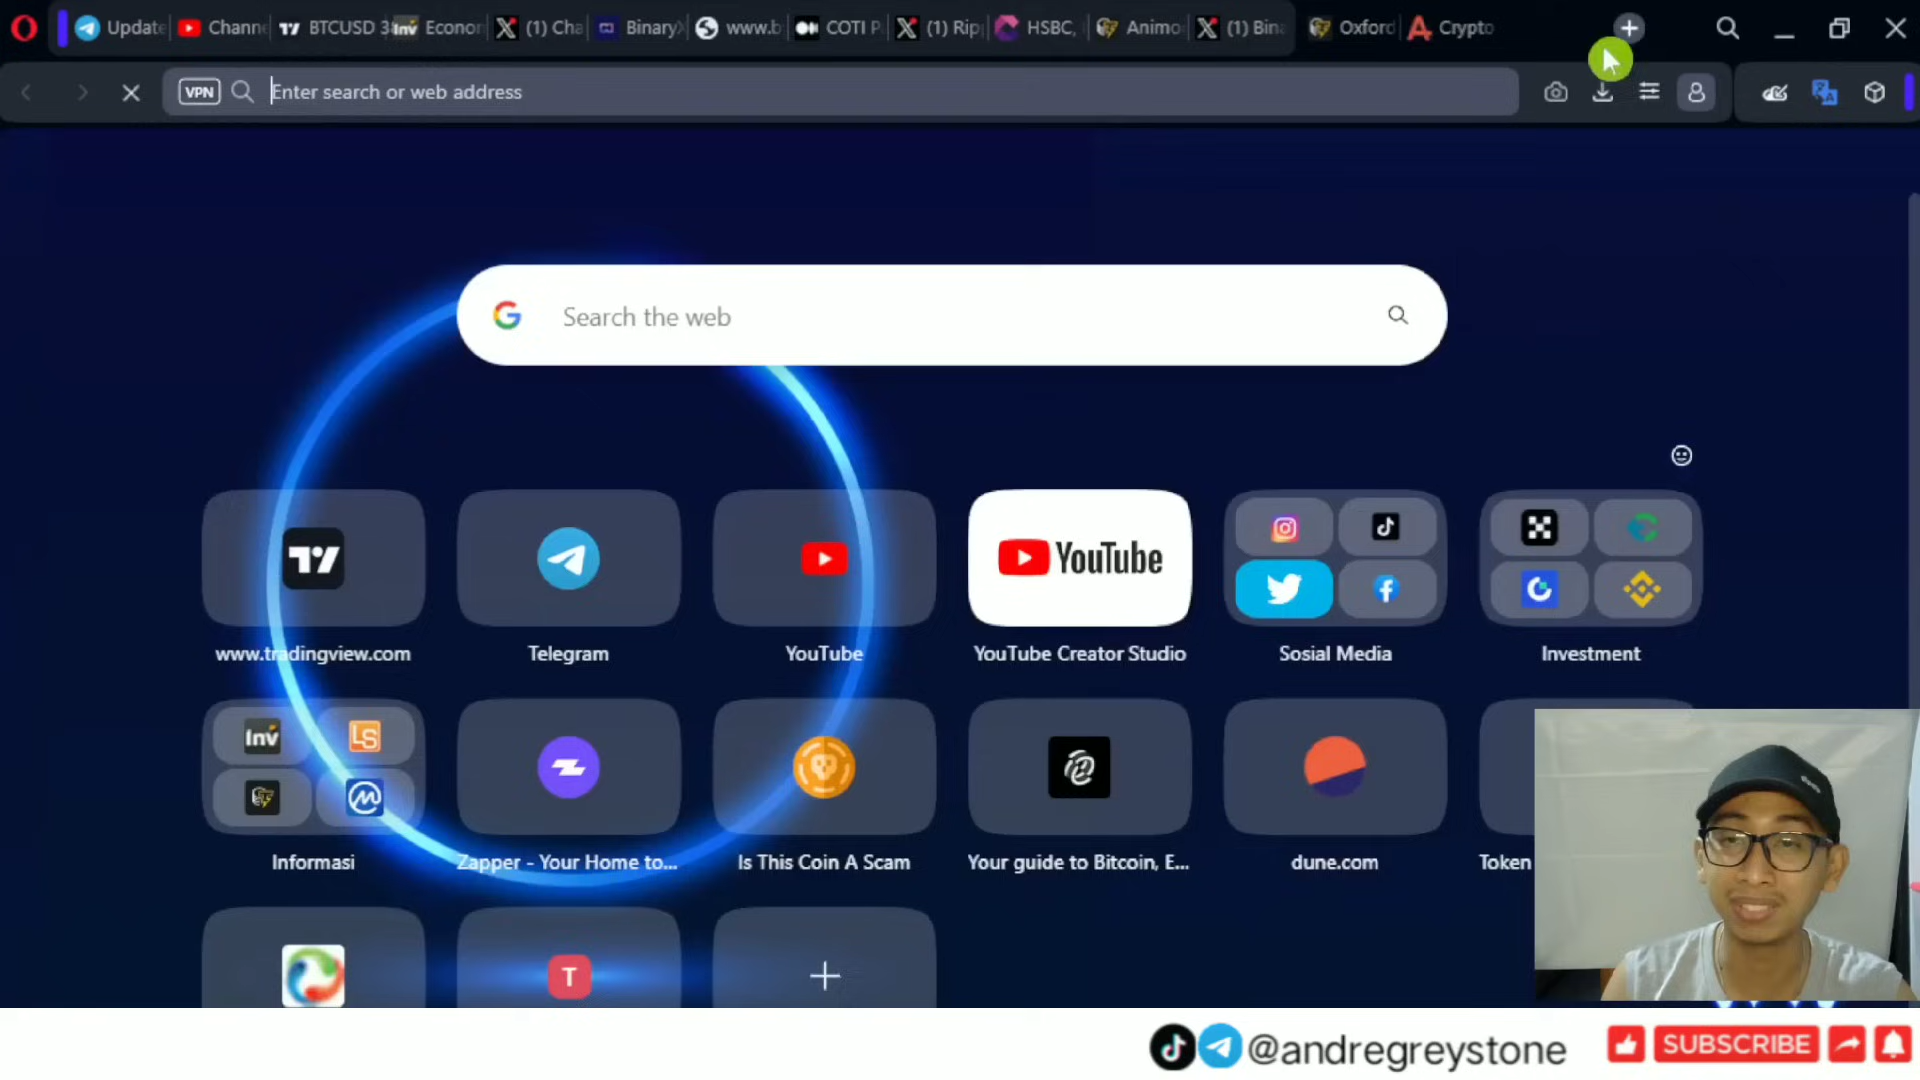 Update
Channe
BTCUSD 3
Inv
Econor
(1) Cha
BinaryX
www.b
COTI P
(1) Rip
HSBC,
Animo
(1) Bin
Oxford
Crypto
VPN
Enter search or web address
Search the web
YouTube
www.tradingview.com
Telegram
YouTube
YouTube Creator Studio
Sosial Media
Investment
Inv
LS
Informasi
Zapper - Your Home to...
Is This Coin A Scam
Your guide to Bitcoin, E...
dune.com
Token
T
@andregreystone
SUBSCRIBE